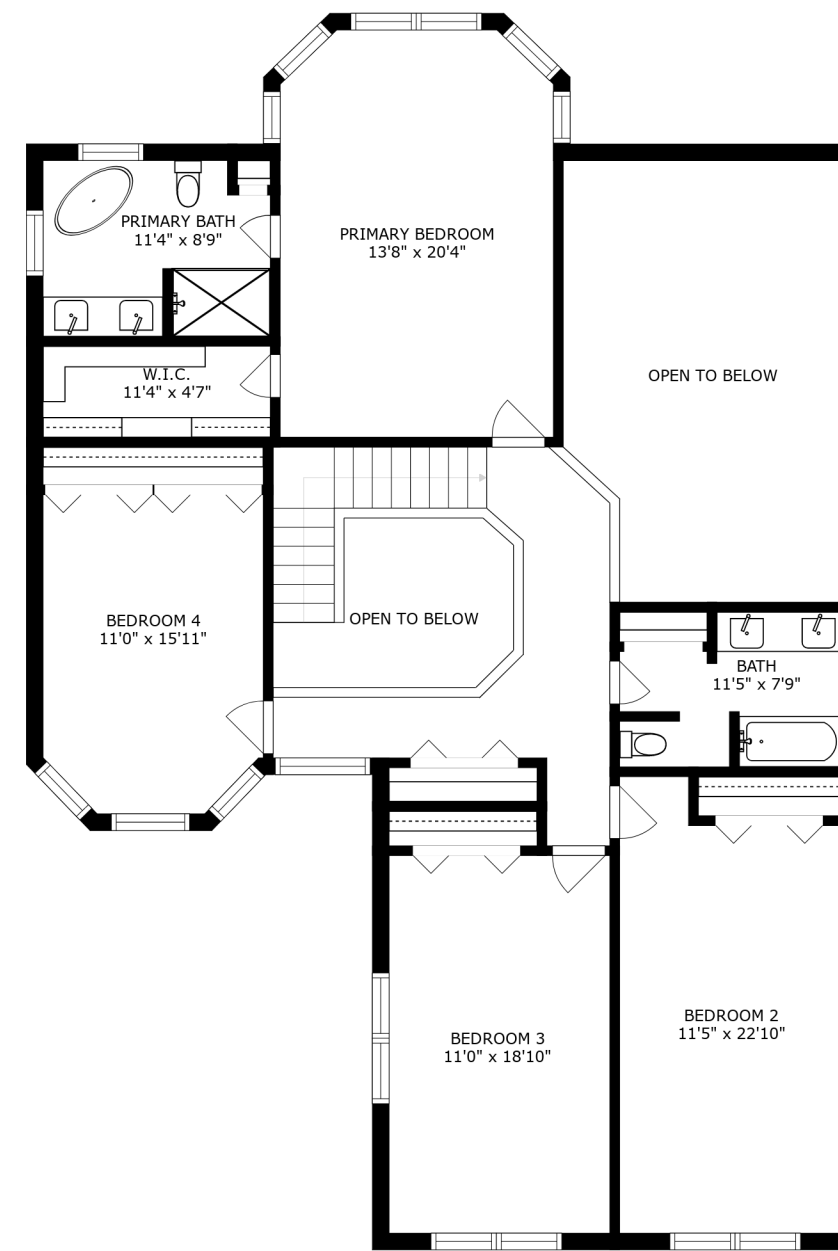 PRIMARY BATH
11'4" x 8'9"
PRIMARY BEDROOM
13'8" x 20'4"
W.I.C.
11'4" x 4'7"
OPEN TO BELOW
BEDROOM 4
11'0" x 15'11"
OPEN TO BELOW
BATH
11'5" x 7'9"
BEDROOM 3
11'0" x 18'10"
BEDROOM 2
11'5" x 22'10"